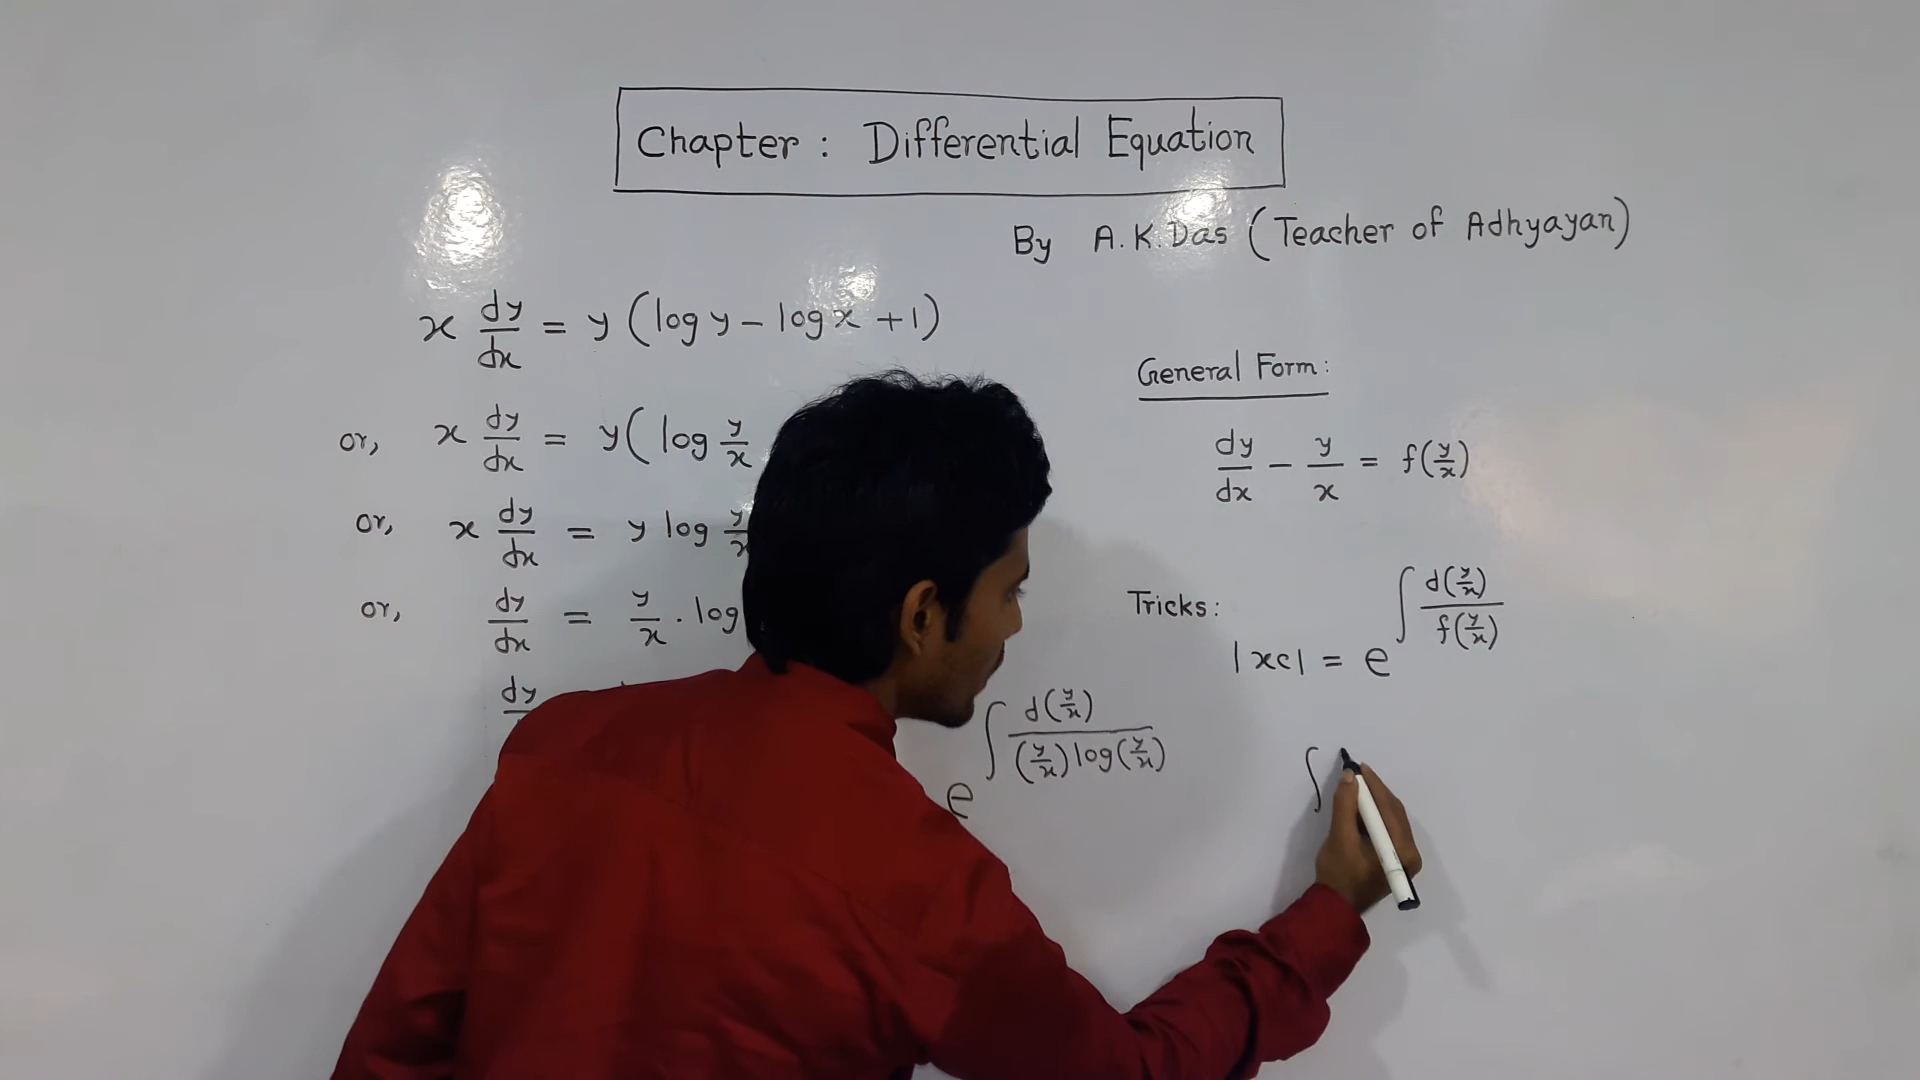 Chapter : Differential Equation
By A.K.Das (Teacher of Adhyayan)
x dy/dx = y (log y − log x + 1)
or, x dy/dx = y( log y/x
or, x dy/dx = y log y/x
or, dy/dx = y/x . log
dy
e ∫ d(y/x) / (y/x) log(y/x)
General Form:
dy/dx − y/x = f(y/x)
Tricks:
|xc| = e ∫ d(y/x) / f(y/x)
∫